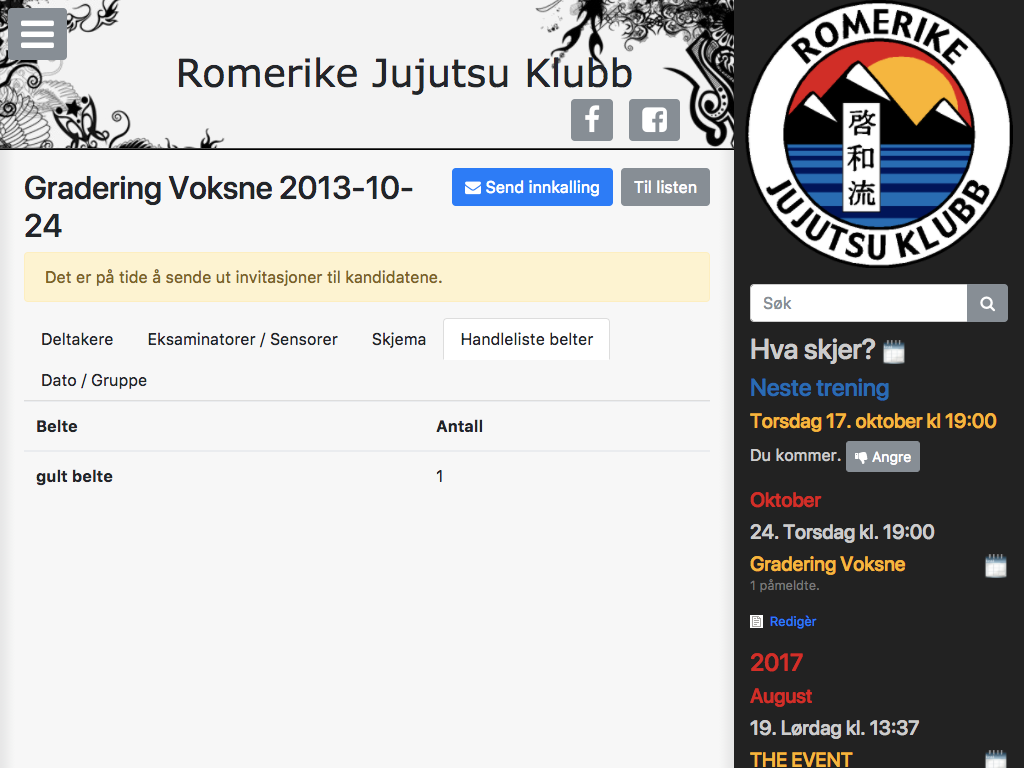 Romerike Jujutsu Klubb
Gradering Voksne 2013-10-
24
Send innkalling
Til listen
Det er på tide å sende ut invitasjoner til kandidatene.
Deltakere
Eksaminatorer / Sensorer
Skjema
Handleliste belter
Dato / Gruppe
Belte
Antall
gult belte
1
ROMERIKE
啓和流
JUJUTSU KLUBB
Søk
Hva skjer?
Neste trening
Torsdag 17. oktober kl 19:00
Du kommer.
Angre
Oktober
24. Torsdag kl. 19:00
Gradering Voksne
1 påmeldte.
Redigèr
2017
August
19. Lørdag kl. 13:37
THE EVENT